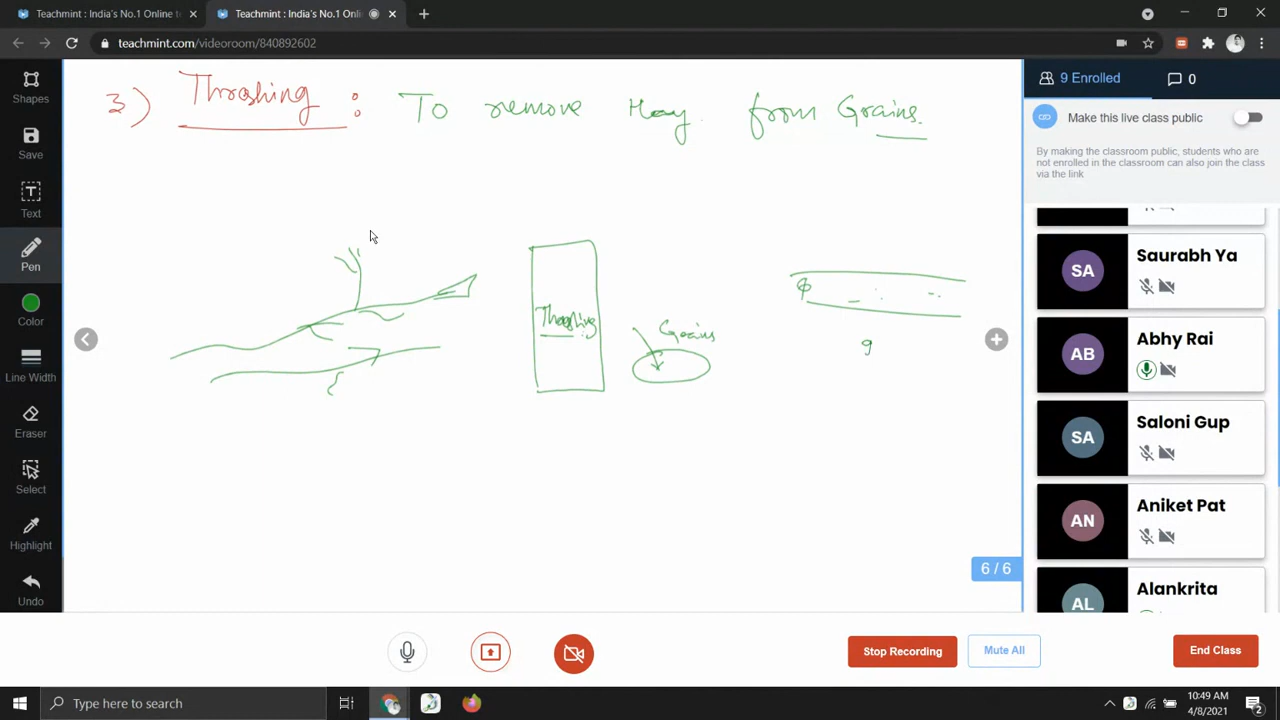 Teachmint : India's No.1 Online t
Teachmint : India's No.1 Onlin
teachmint.com/videoroom/840892602
Shapes
Save
Text
Pen
Color
Line Width
Eraser
Select
Highlight
Undo
3) Thrashing : To remove Hay from Grains.
Thrashing
Grains
9
6 / 6
9 Enrolled
0
Make this live class public
By making the classroom public, students who are
not enrolled in the classroom can also join the class
via the link
SA
Saurabh Ya
AB
Abhy Rai
SA
Saloni Gup
AN
Aniket Pat
AL
Alankrita
Stop Recording
Mute All
End Class
Type here to search
10:49 AM
4/8/2021
2